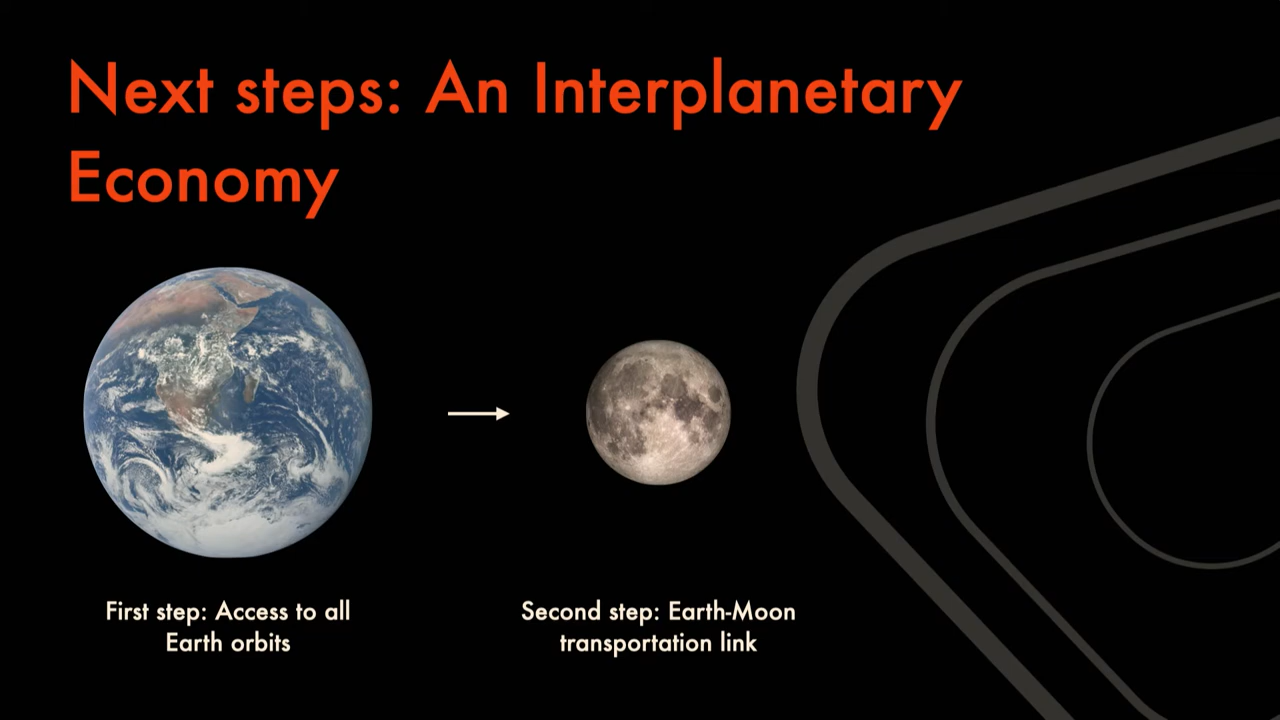 Next steps: An Interplanetary
Economy
First step: Access to all
Earth orbits
Second step: Earth-Moon
transportation link